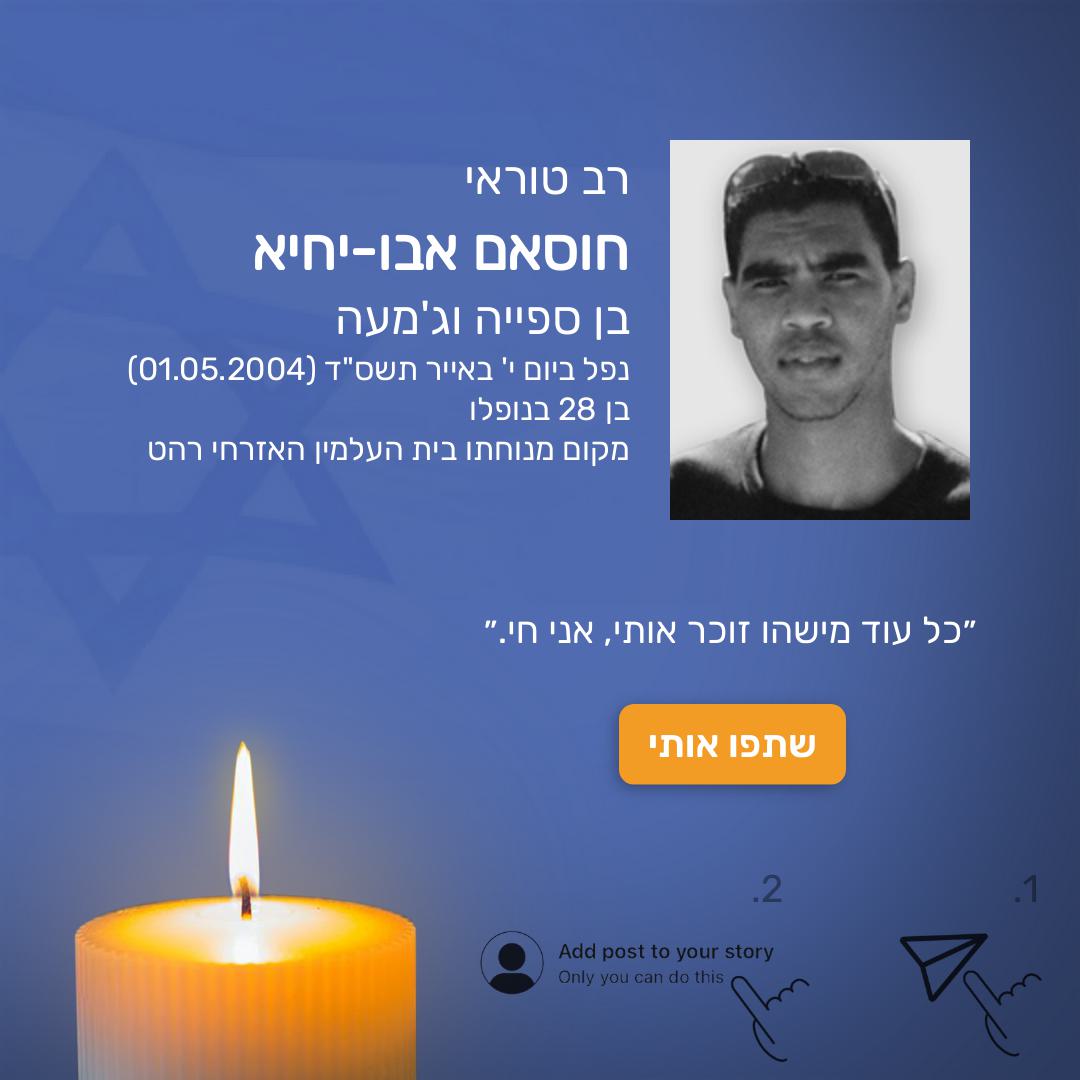 רב טוראי
חוסאם אבו-יחיא
בן ספייה וג'מעה
נפל ביום י' באייר תשס"ד (01.05.2004)
בן 28 בנופלו
מקום מנוחתו בית העלמין האזרחי רהט
״כל עוד מישהו זוכר אותי, אני חי.״
שתפו אותי
1.
2.
Add post to your story
Only you can do this